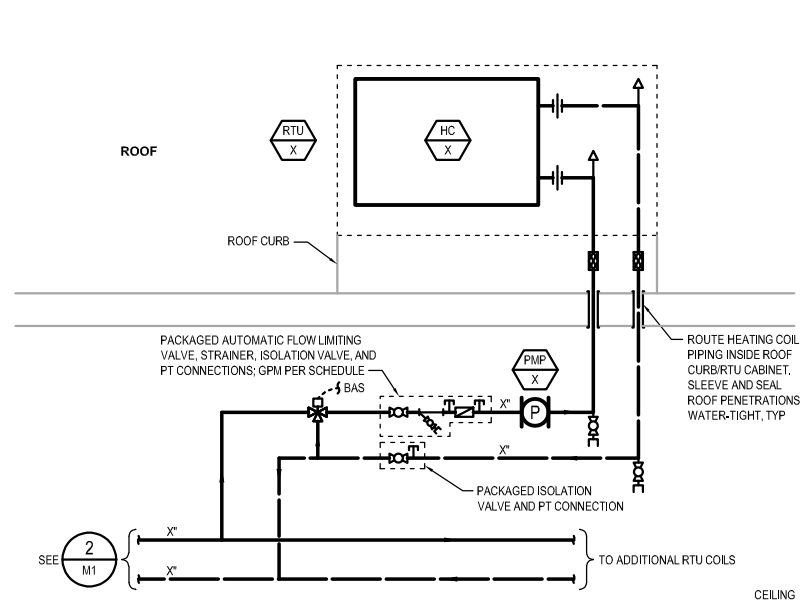 RTU
X
HC
X
ROOF
ROOF CURB
PACKAGED AUTOMATIC FLOW LIMITING
VALVE, STRAINER, ISOLATION VALVE, AND
PT CONNECTIONS; GPM PER SCHEDULE
BAS
PMP
X
ROUTE HEATING COIL
PIPING INSIDE ROOF
CURB/RTU CABINET.
SLEEVE AND SEAL
ROOF PENETRATIONS
WATER-TIGHT, TYP
X"
P
X"
PACKAGED ISOLATION
VALVE AND PT CONNECTION
X"
SEE
2
M1
TO ADDITIONAL RTU COILS
X"
CEILING